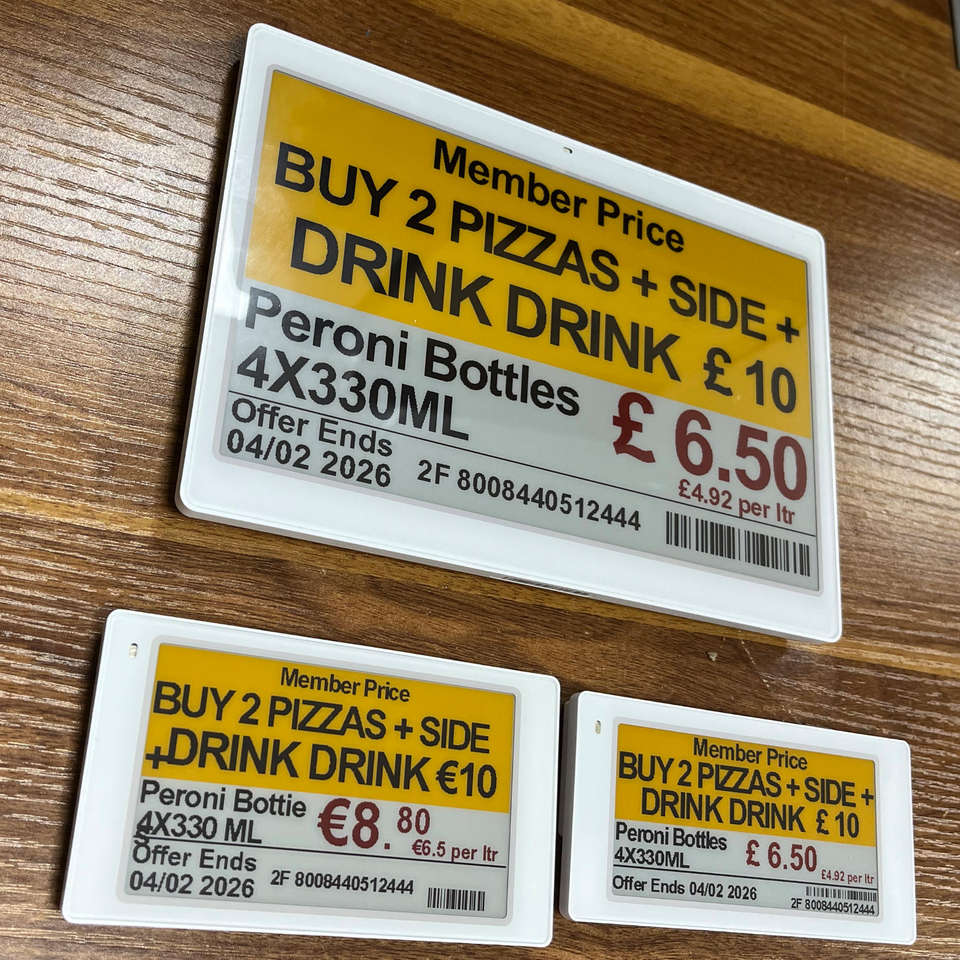 Member Price
BUY 2 PIZZAS + SIDE +
DRINK DRINK £ 10
Peroni Bottles
4X330ML
£ 6.50
£4.92 per ltr
Offer Ends
04/02 2026
2F 8008440512444
Member Price
BUY 2 PIZZAS + SIDE
+DRINK DRINK €10
Peroni Bottie
4X330 ML
€8.80
€6.5 per ltr
Offer Ends
04/02 2026
2F 8008440512444
Member Price
BUY 2 PIZZAS + SIDE +
DRINK DRINK £ 10
Peroni Bottles
4X330ML
£ 6.50
£4.92 per ltr
Offer Ends 04/02 2026
2F 8008440512444